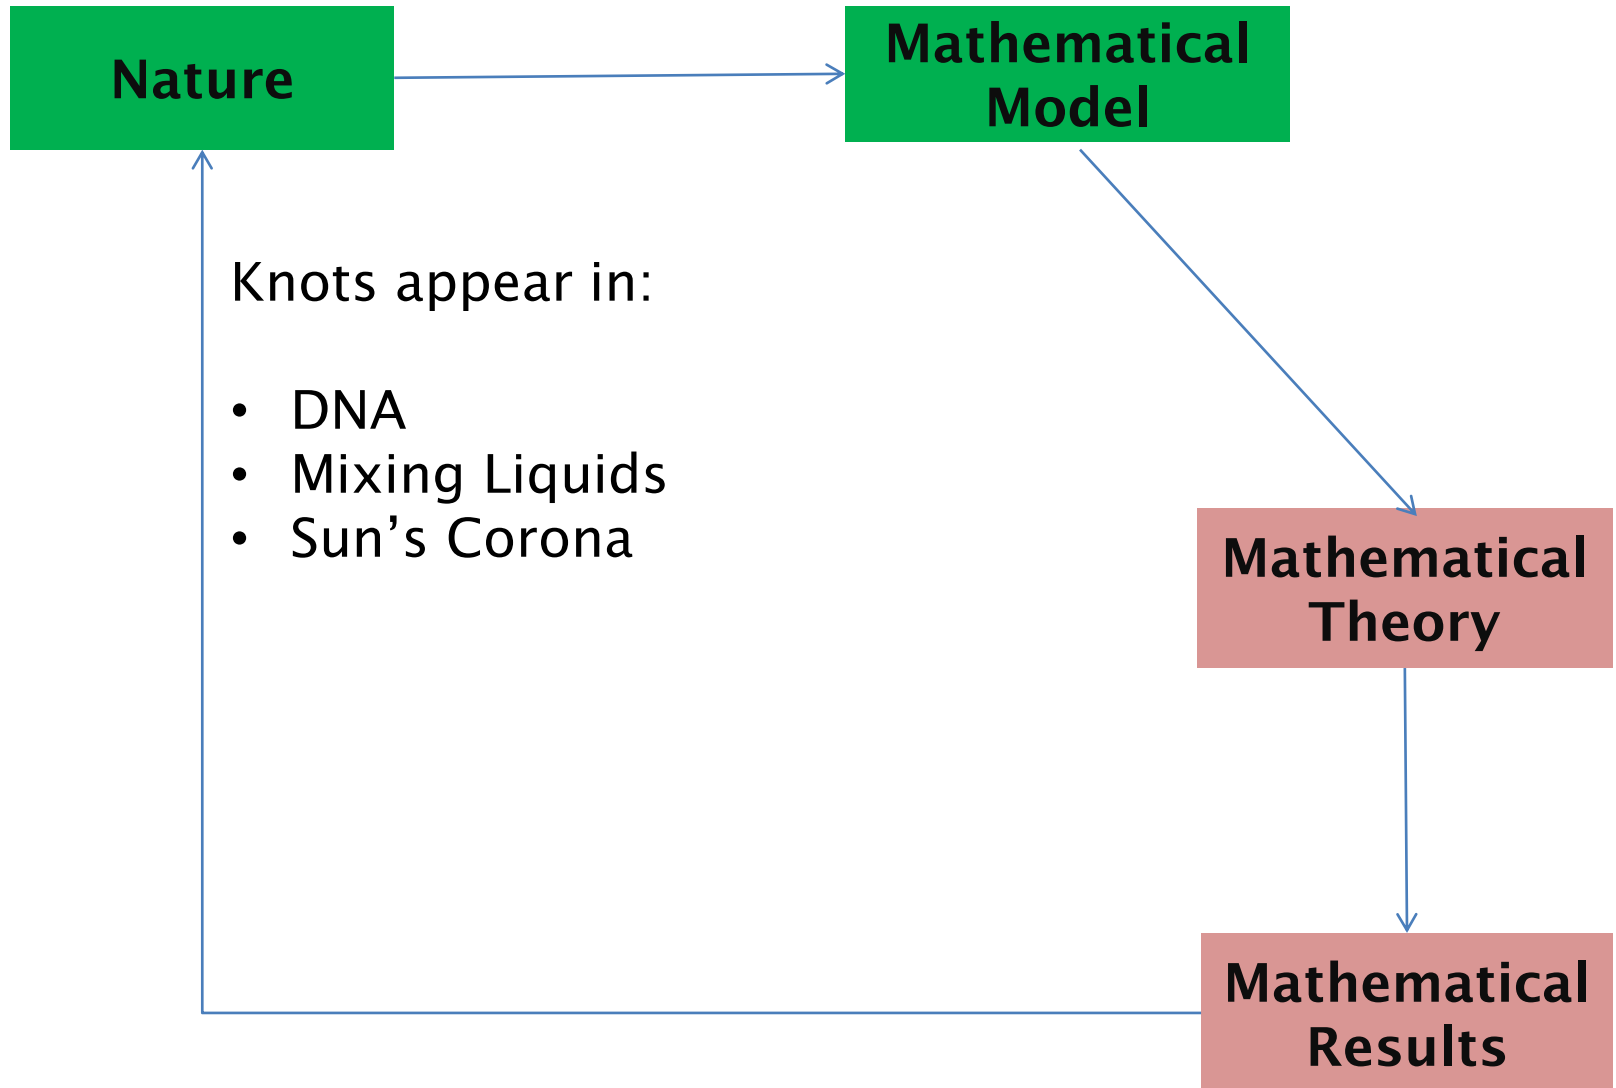 Nature
Mathematical
Model
Knots appear in:
• DNA
• Mixing Liquids
• Sun’s Corona
Mathematical
Theory
Mathematical
Results